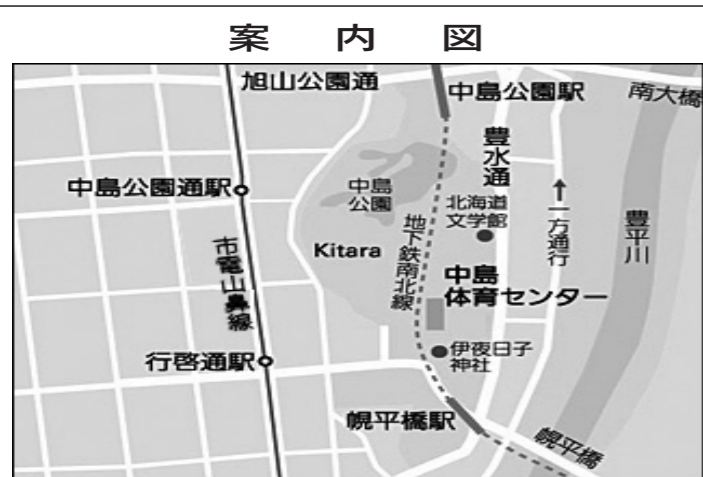 案内図
旭山公園通
中島公園駅
南大橋
豊水通
中島公園通駅
中島
公園
北海道
文学館
↑一方通行
豊平川
地下鉄南北線
Kitara
市電山鼻線
中島
体育センター
行啓通駅
伊夜日子
神社
幌平橋駅
幌平橋